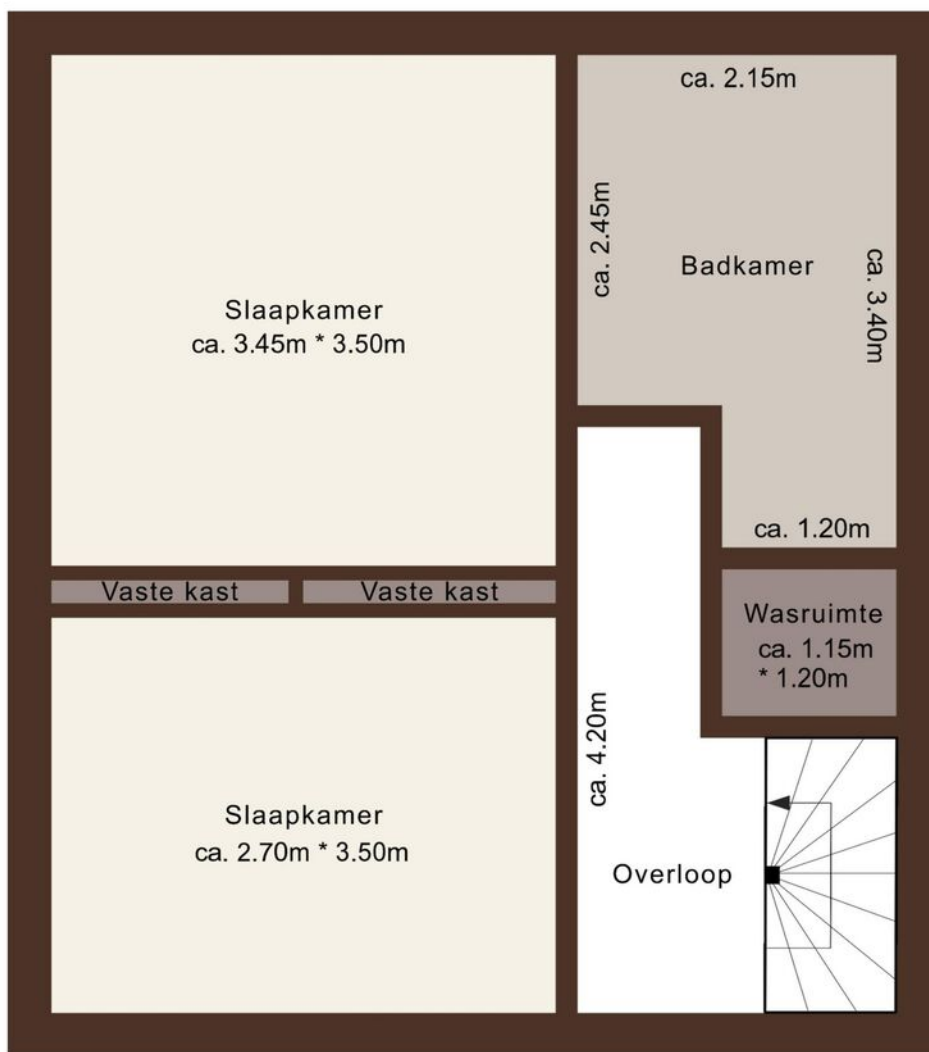 ca. 2.15m
ca. 2.45m
Badkamer
ca. 3.40m
Slaapkamer
ca. 3.45m * 3.50m
ca. 1.20m
Vaste kast
Vaste kast
Wasruimte
ca. 1.15m
* 1.20m
ca. 4.20m
Slaapkamer
ca. 2.70m * 3.50m
Overloop